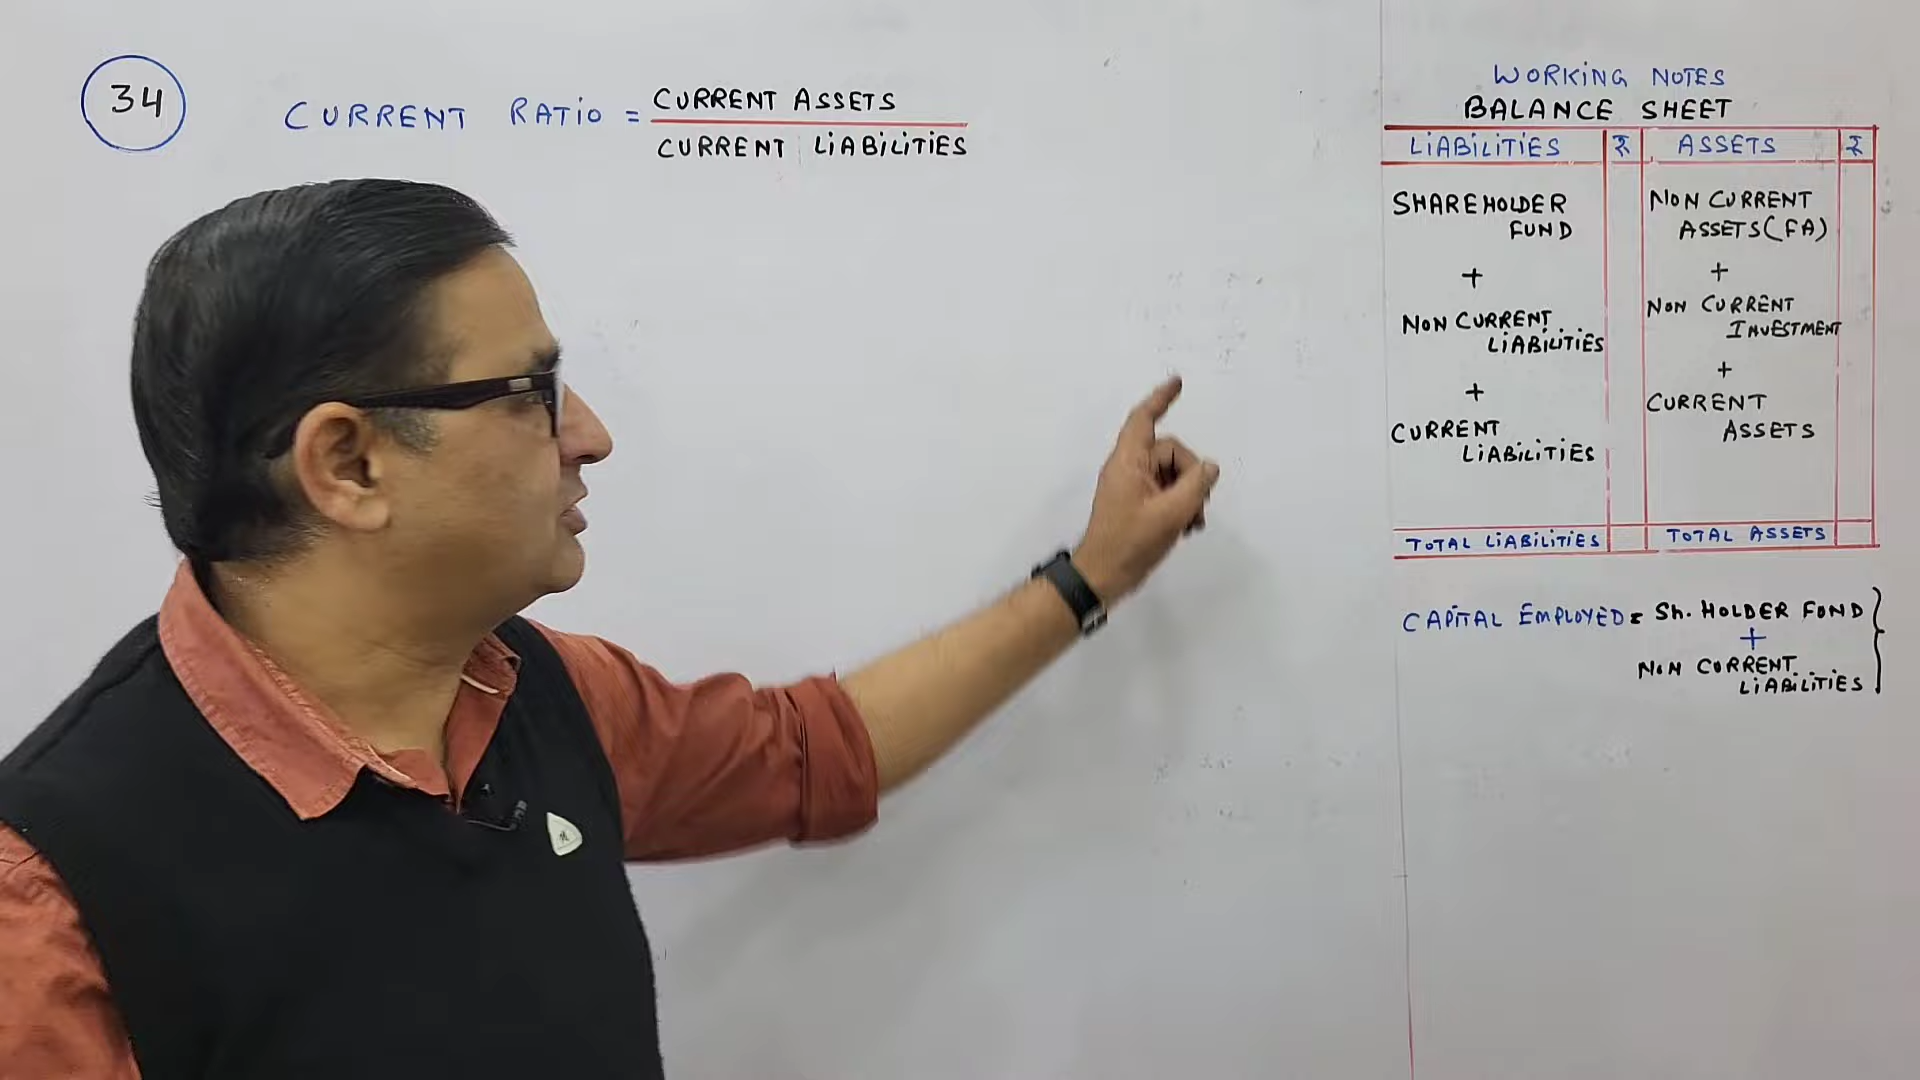 34
CURRENT RATIO = CURRENT ASSETS
CURRENT LIABILITIES
WORKING NOTES
BALANCE SHEET
LIABILITIES ₹ ASSETS ₹
SHAREHOLDER
FUND
+
NON CURRENT
LIABILITIES
+
CURRENT
LIABILITIES
NON CURRENT
ASSETS (FA)
+
NON CURRENT
INVESTMENT
+
CURRENT
ASSETS
TOTAL LIABILITIES TOTAL ASSETS
CAPITAL EMPLOYED = SH. HOLDER FUND
+
NON CURRENT
LIABILITIES